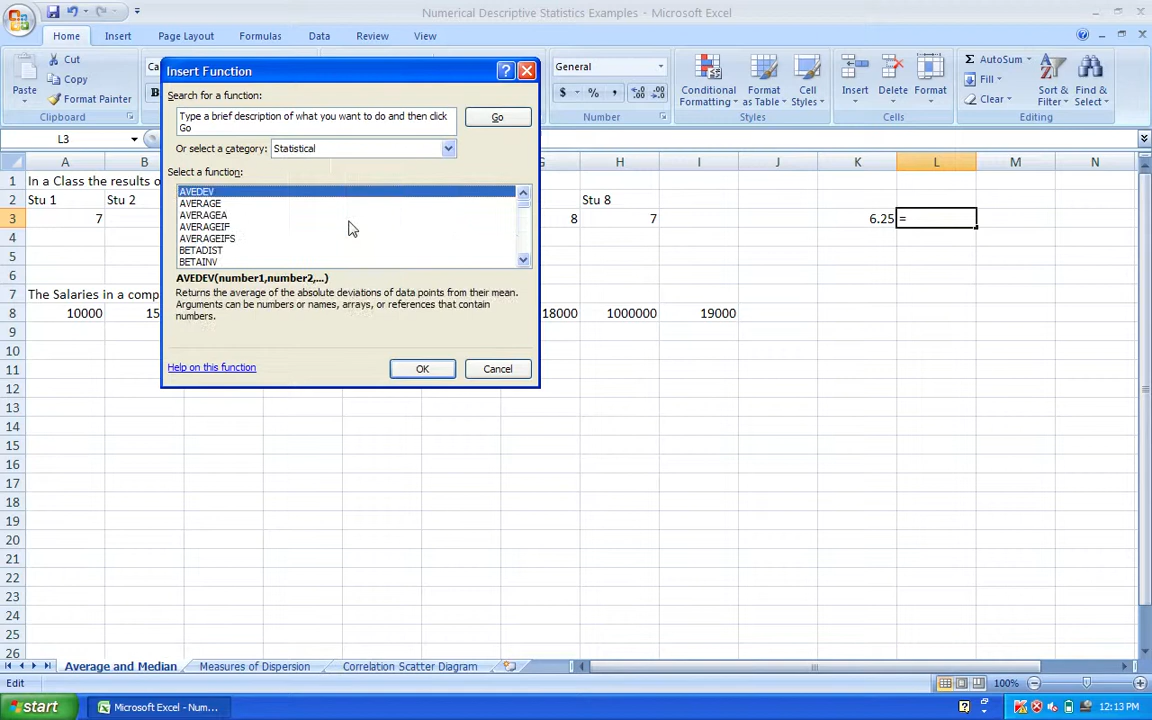 Numerical Descriptive Statistics Examples - Microsoft Excel
Home Insert Page Layout Formulas Data Review View
Paste
Cut
Copy
Format Painter
Clipboard
General
$ % ,
Number
Conditional Formatting
Format as Table
Cell Styles
Styles
Insert Delete Format
Cells
AutoSum
Fill
Clear
Sort & Filter
Find & Select
Editing
L3
Insert Function
Search for a function:
Type a brief description of what you want to do and then click
Go
Go
Or select a category: Statistical
Select a function:
AVEDEV
AVERAGE
AVERAGEA
AVERAGEIF
AVERAGEIFS
BETADIST
BETAINV
AVEDEV(number1,number2,...)
Returns the average of the absolute deviations of data points from their mean.
Arguments can be numbers or names, arrays, or references that contain
numbers.
Help on this function
OK Cancel
A B G H I J K L M N
1 In a Class the results o
2 Stu 1 Stu 2 Stu 8
3 7 8 7 6.25 =
4
5
6
7 The Salaries in a comp
8 10000 15 18000 1000000 19000
9
10
11
12
13
14
15
16
17
18
19
20
21
22
23
24
25
26
Average and Median Measures of Dispersion Correlation Scatter Diagram
Edit 100%
start Microsoft Excel - Num... 12:13 PM